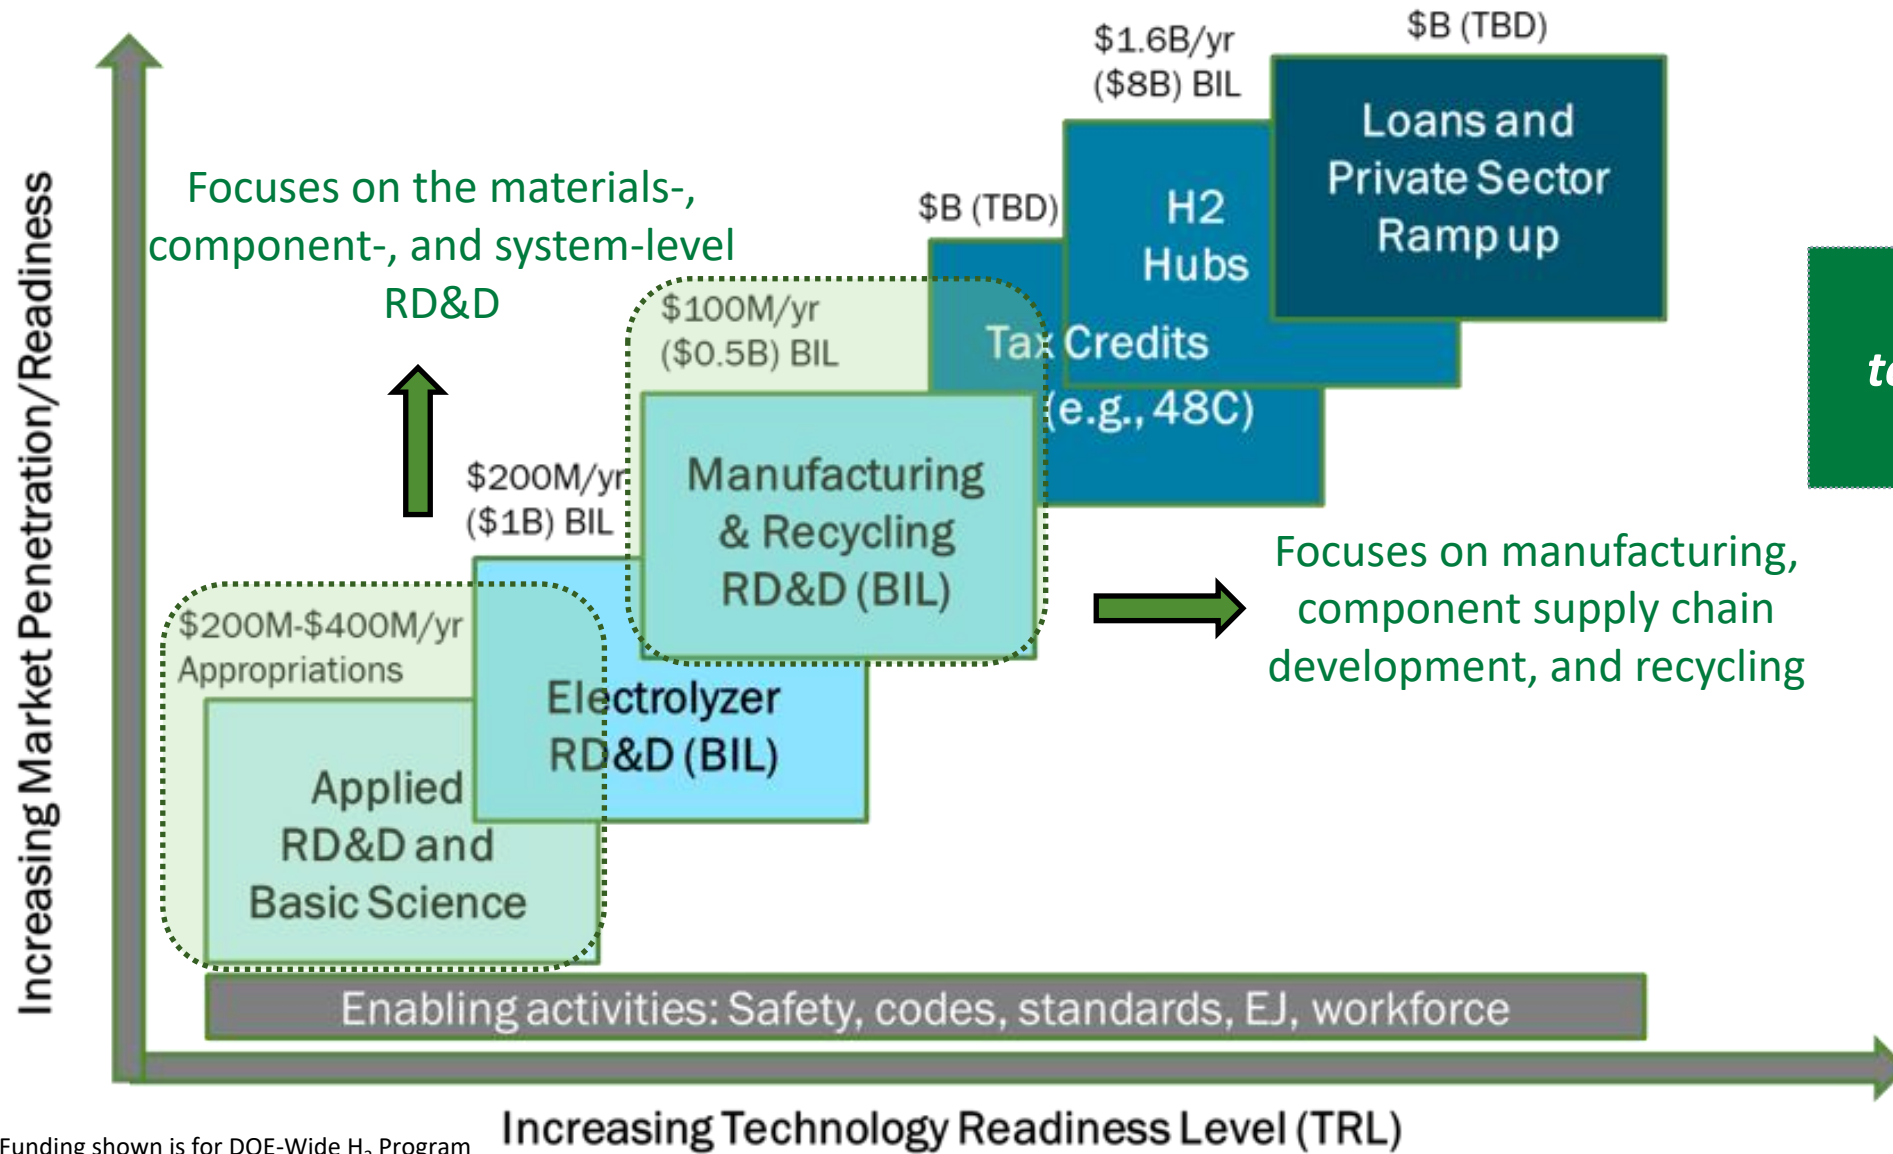 $B (TBD)
$1.6B/yr
($8B) BIL
Loans and
Private Sector
Ramp up
Focuses on the materials-,
component-, and system-level
RD&D
$B (TBD)
H2
Hubs
$100M/yr
($0.5B) BIL
Tax Credits
(e.g., 48C)
$200M/yr
($1B) BIL
Manufacturing
& Recycling
RD&D (BIL)
Focuses on manufacturing,
component supply chain
development, and recycling
$200M-$400M/yr
Appropriations
Electrolyzer
RD&D (BIL)
Applied
RD&D and
Basic Science
Enabling activities: Safety, codes, standards, EJ, workforce
Increasing Market Penetration/Readiness
Increasing Technology Readiness Level (TRL)
Funding shown is for DOE-Wide H₂ Program